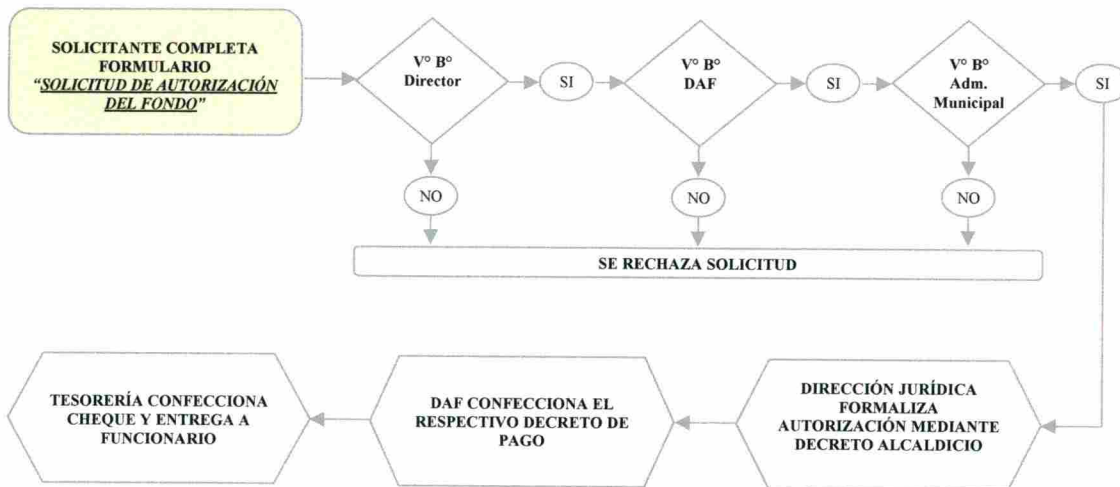 SOLICITANTE COMPLETA
FORMULARIO
“SOLICITUD DE AUTORIZACIÓN
DEL FONDO”
V° B°
Director
SI
V° B°
DAF
SI
V° B°
Adm.
Municipal
SI
NO
NO
NO
SE RECHAZA SOLICITUD
DIRECCIÓN JURÍDICA
FORMALIZA
AUTORIZACIÓN MEDIANTE
DECRETO ALCALDICIO
DAF CONFECCIONA EL
RESPECTIVO DECRETO DE
PAGO
TESORERÍA CONFECCIONA
CHEQUE Y ENTREGA A
FUNCIONARIO